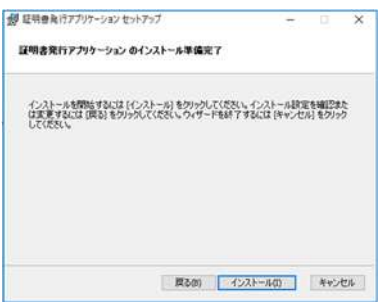 証明書発行アプリケーション セットアップ
証明書発行アプリケーション のインストール準備完了
インストールを開始するには [インストール] をクリックしてください。インストール設定を確認また
は変更するには [戻る] をクリックしてください。ウィザードを終了するには [キャンセル] をクリック
してください。
戻る(B) インストール(I) キャンセル